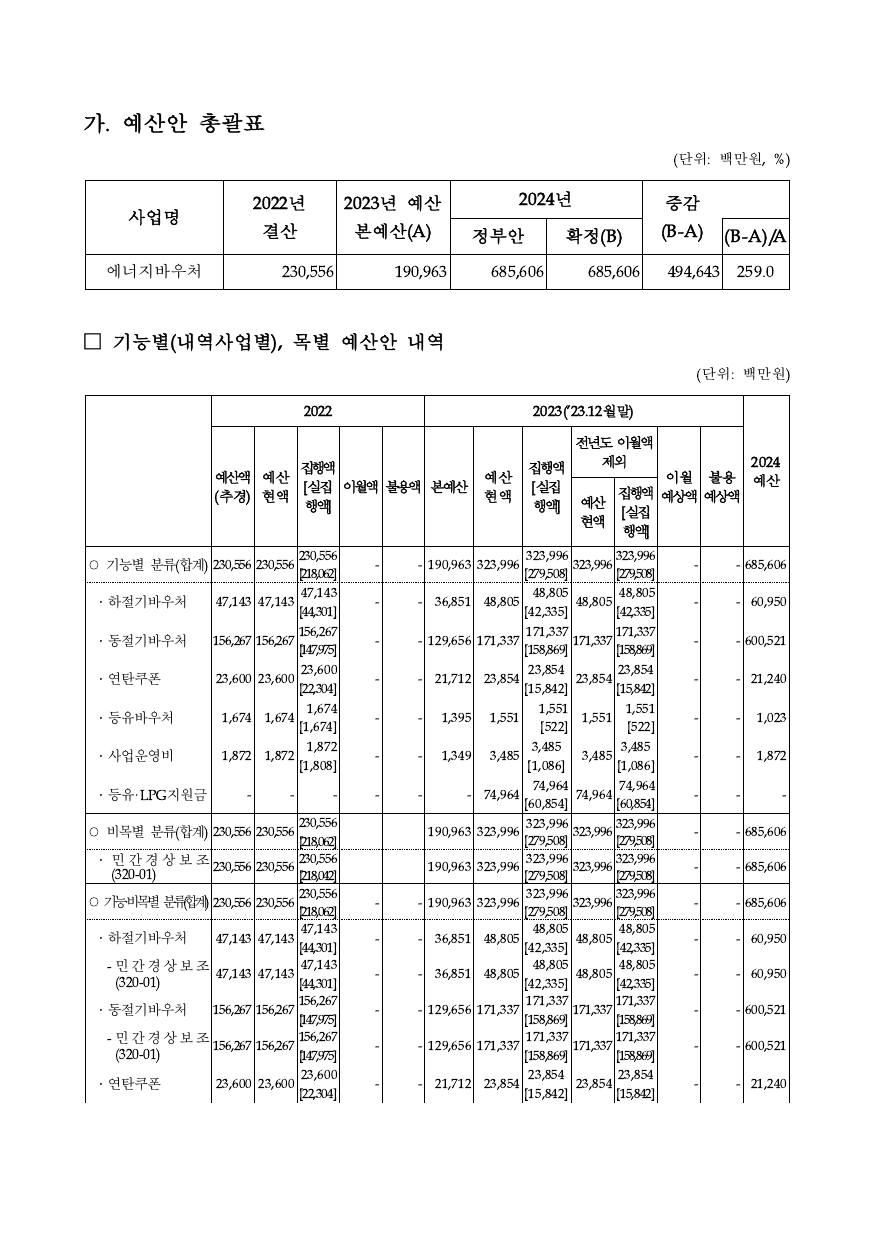 가. 예산안 총괄표
(단위: 백만원, %)
사업명 2022년 결산 2023년 예산 본예산(A) 2024년 증감 (B-A)
정부안 확정(B) (B-A)/A
에너지바우처 230,556 190,963 685,606 685,606 494,643 259.0
□ 기능별(내역사업별), 목별 예산안 내역
(단위: 백만원)
2022 2023(’23.12월말) 2024 예산
예산액 (추경) 예산 현액 집행액 [실집 행액] 이월액 불용액 본예산 예산 현액 집행액 [실집 행액] 전년도 이월액 제외 이월 예상액 불용 예상액
예산 현액 집행액 [실집 행액]
○ 기능별 분류(합계) 230,556 230,556 230,556 [218,062] - - 190,963 323,996 323,996 [279,508] 323,996 323,996 [279,508] - - 685,606
· 하절기바우처 47,143 47,143 47,143 [44,301] - - 36,851 48,805 48,805 [42,335] 48,805 48,805 [42,335] - - 60,950
· 동절기바우처 156,267 156,267 156,267 [147,975] - - 129,656 171,337 171,337 [158,869] 171,337 171,337 [158,869] - - 600,521
· 연탄쿠폰 23,600 23,600 23,600 [22,304] - - 21,712 23,854 23,854 [15,842] 23,854 23,854 [15,842] - - 21,240
· 등유바우처 1,674 1,674 1,674 [1,674] - - 1,395 1,551 1,551 [522] 1,551 1,551 [522] - - 1,023
· 사업운영비 1,872 1,872 1,872 [1,808] - - 1,349 3,485 3,485 [1,086] 3,485 3,485 [1,086] - - 1,872
· 등유·LPG지원금 - - - - - - 74,964 74,964 [60,854] 74,964 74,964 [60,854] - - -
○ 비목별 분류(합계) 230,556 230,556 230,556 [218,062] 190,963 323,996 323,996 [279,508] 323,996 323,996 [279,508] - - 685,606
· 민간경상보조 (320-01) 230,556 230,556 230,556 [218,042] 190,963 323,996 323,996 [279,508] 323,996 323,996 [279,508] - - 685,606
○ 기능비목별 분류(합계) 230,556 230,556 230,556 [218,062] - - 190,963 323,996 323,996 [279,508] 323,996 323,996 [279,508] - - 685,606
· 하절기바우처 47,143 47,143 47,143 [44,301] - - 36,851 48,805 48,805 [42,335] 48,805 48,805 [42,335] - - 60,950
- 민간경상보조 (320-01) 47,143 47,143 47,143 [44,301] - - 36,851 48,805 48,805 [42,335] 48,805 48,805 [42,335] - - 60,950
· 동절기바우처 156,267 156,267 156,267 [147,975] - - 129,656 171,337 171,337 [158,869] 171,337 171,337 [158,869] - - 600,521
- 민간경상보조 (320-01) 156,267 156,267 156,267 [147,975] - - 129,656 171,337 171,337 [158,869] 171,337 171,337 [158,869] - - 600,521
· 연탄쿠폰 23,600 23,600 23,600 [22,304] - - 21,712 23,854 23,854 [15,842] 23,854 23,854 [15,842] - - 21,240